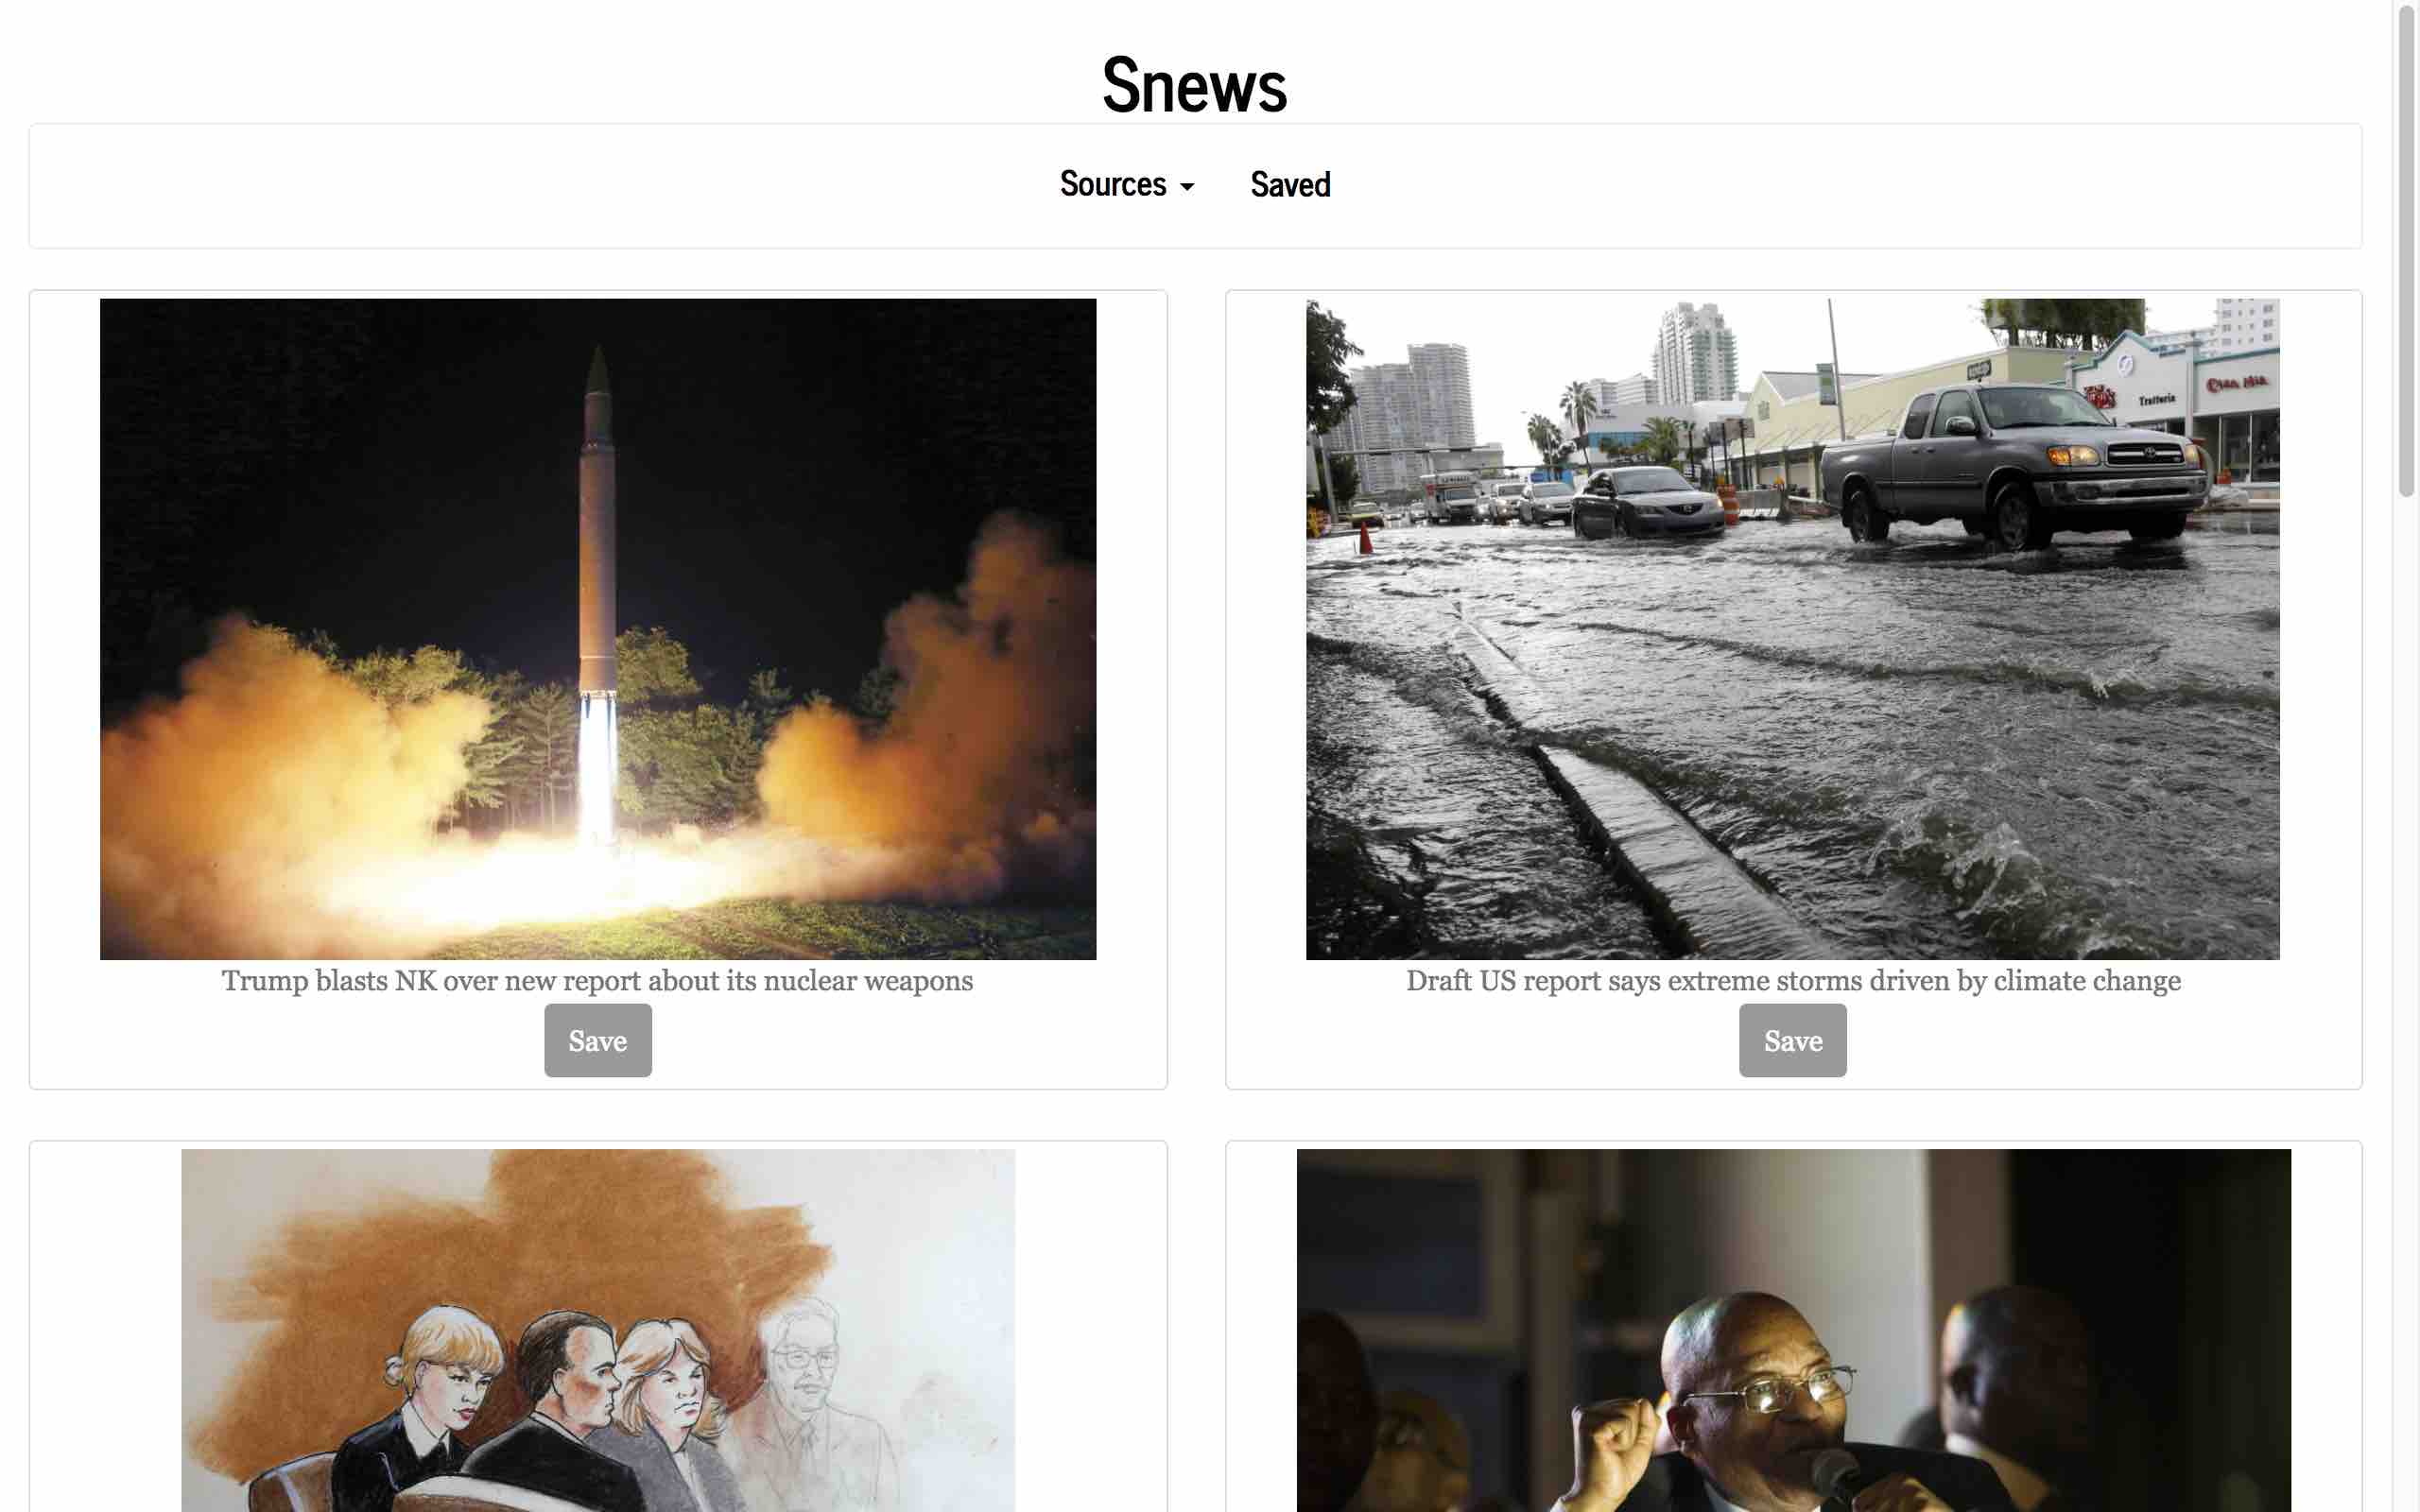 Snews
Sources
Saved
Trattoria
Trump blasts NK over new report about its nuclear weapons
Draft US report says extreme storms driven by climate change
Save
Save